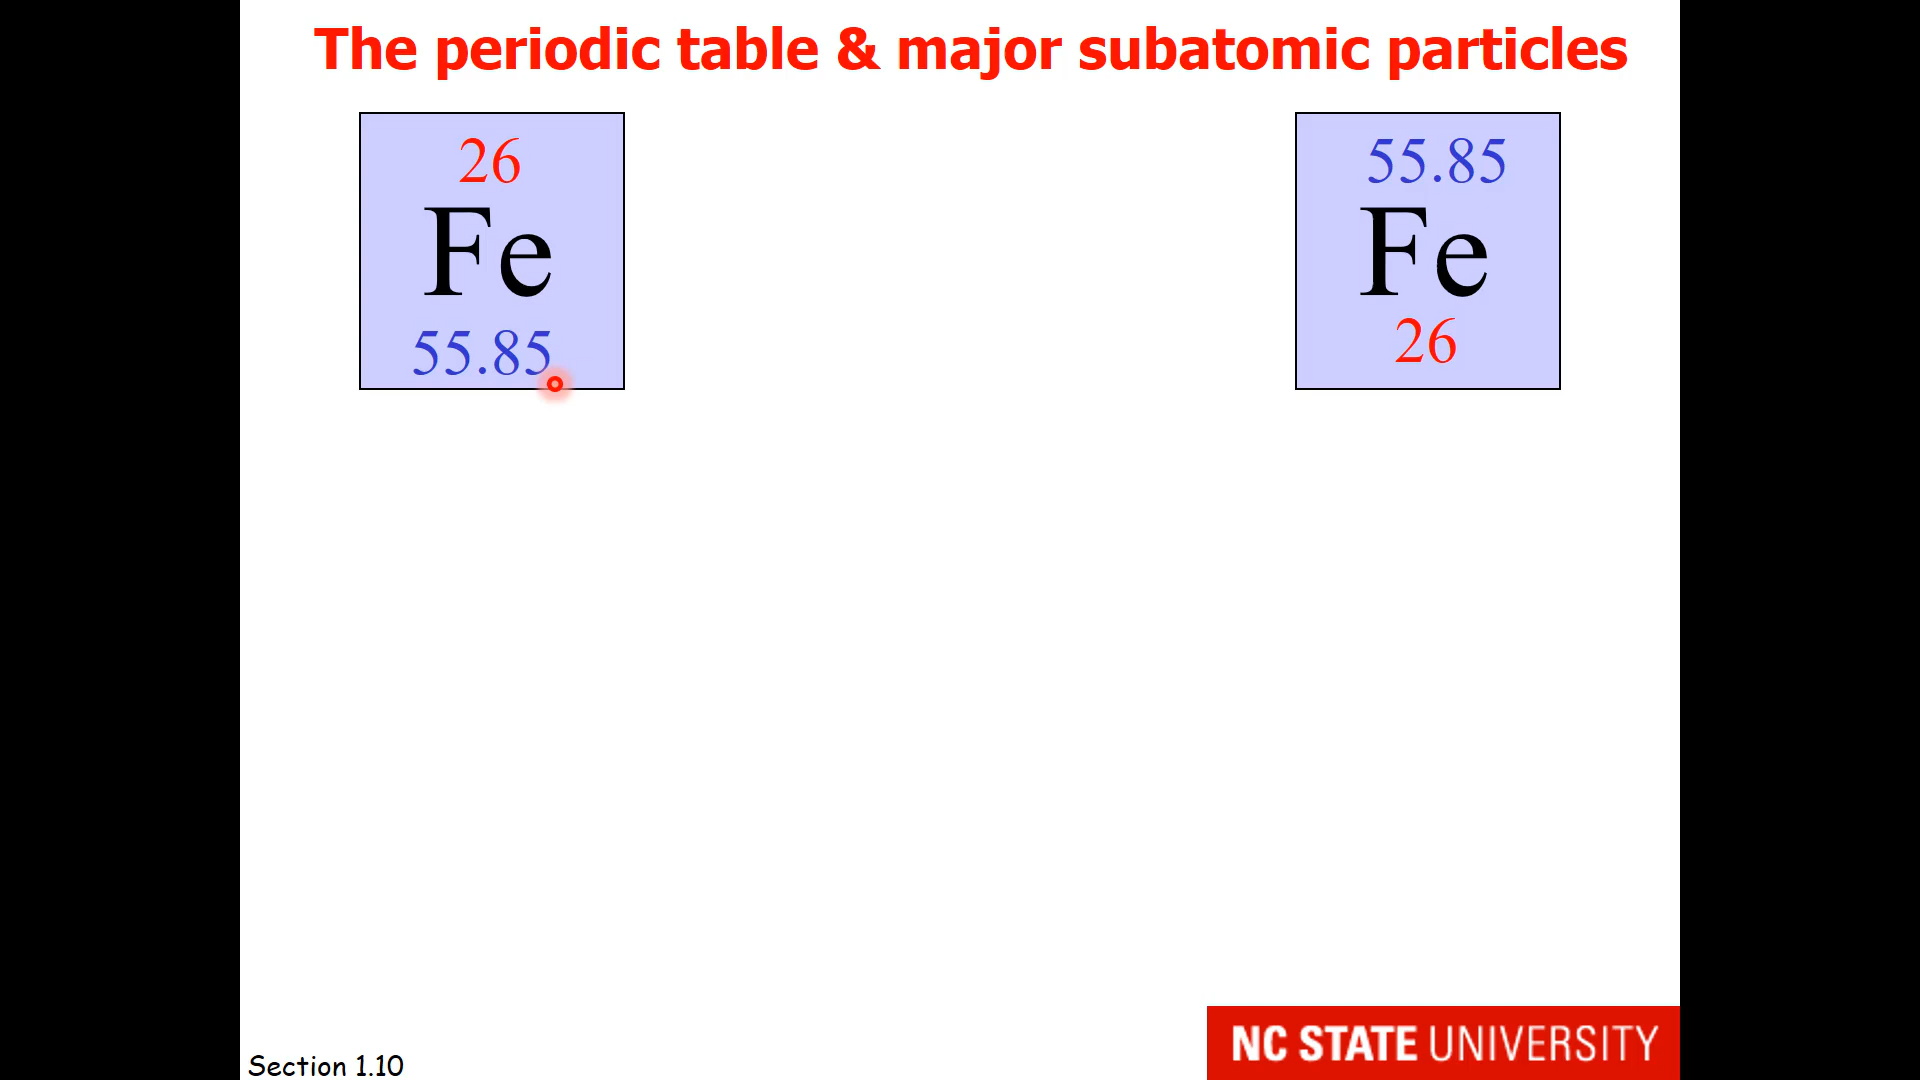 The periodic table & major subatomic particles
26
Fe
55.85
55.85
Fe
26
Section 1.10
NC STATE UNIVERSITY